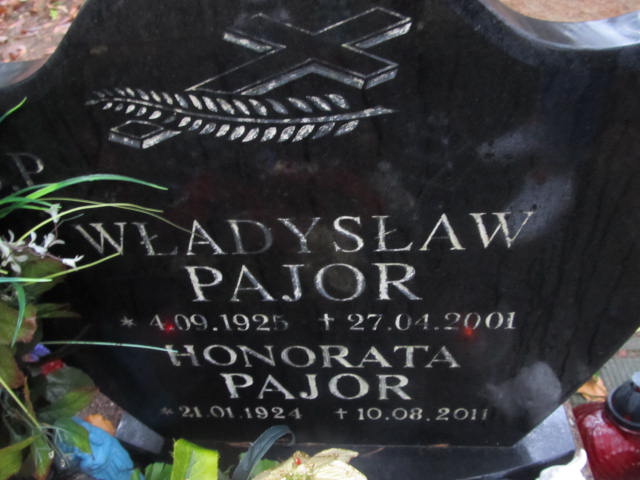 Ś P
WŁADYSŁAW
PAJOR
* 4.09.1925 † 27.04.2001
HONORATA
PAJOR
* 21.01.1924 † 10.08.2011